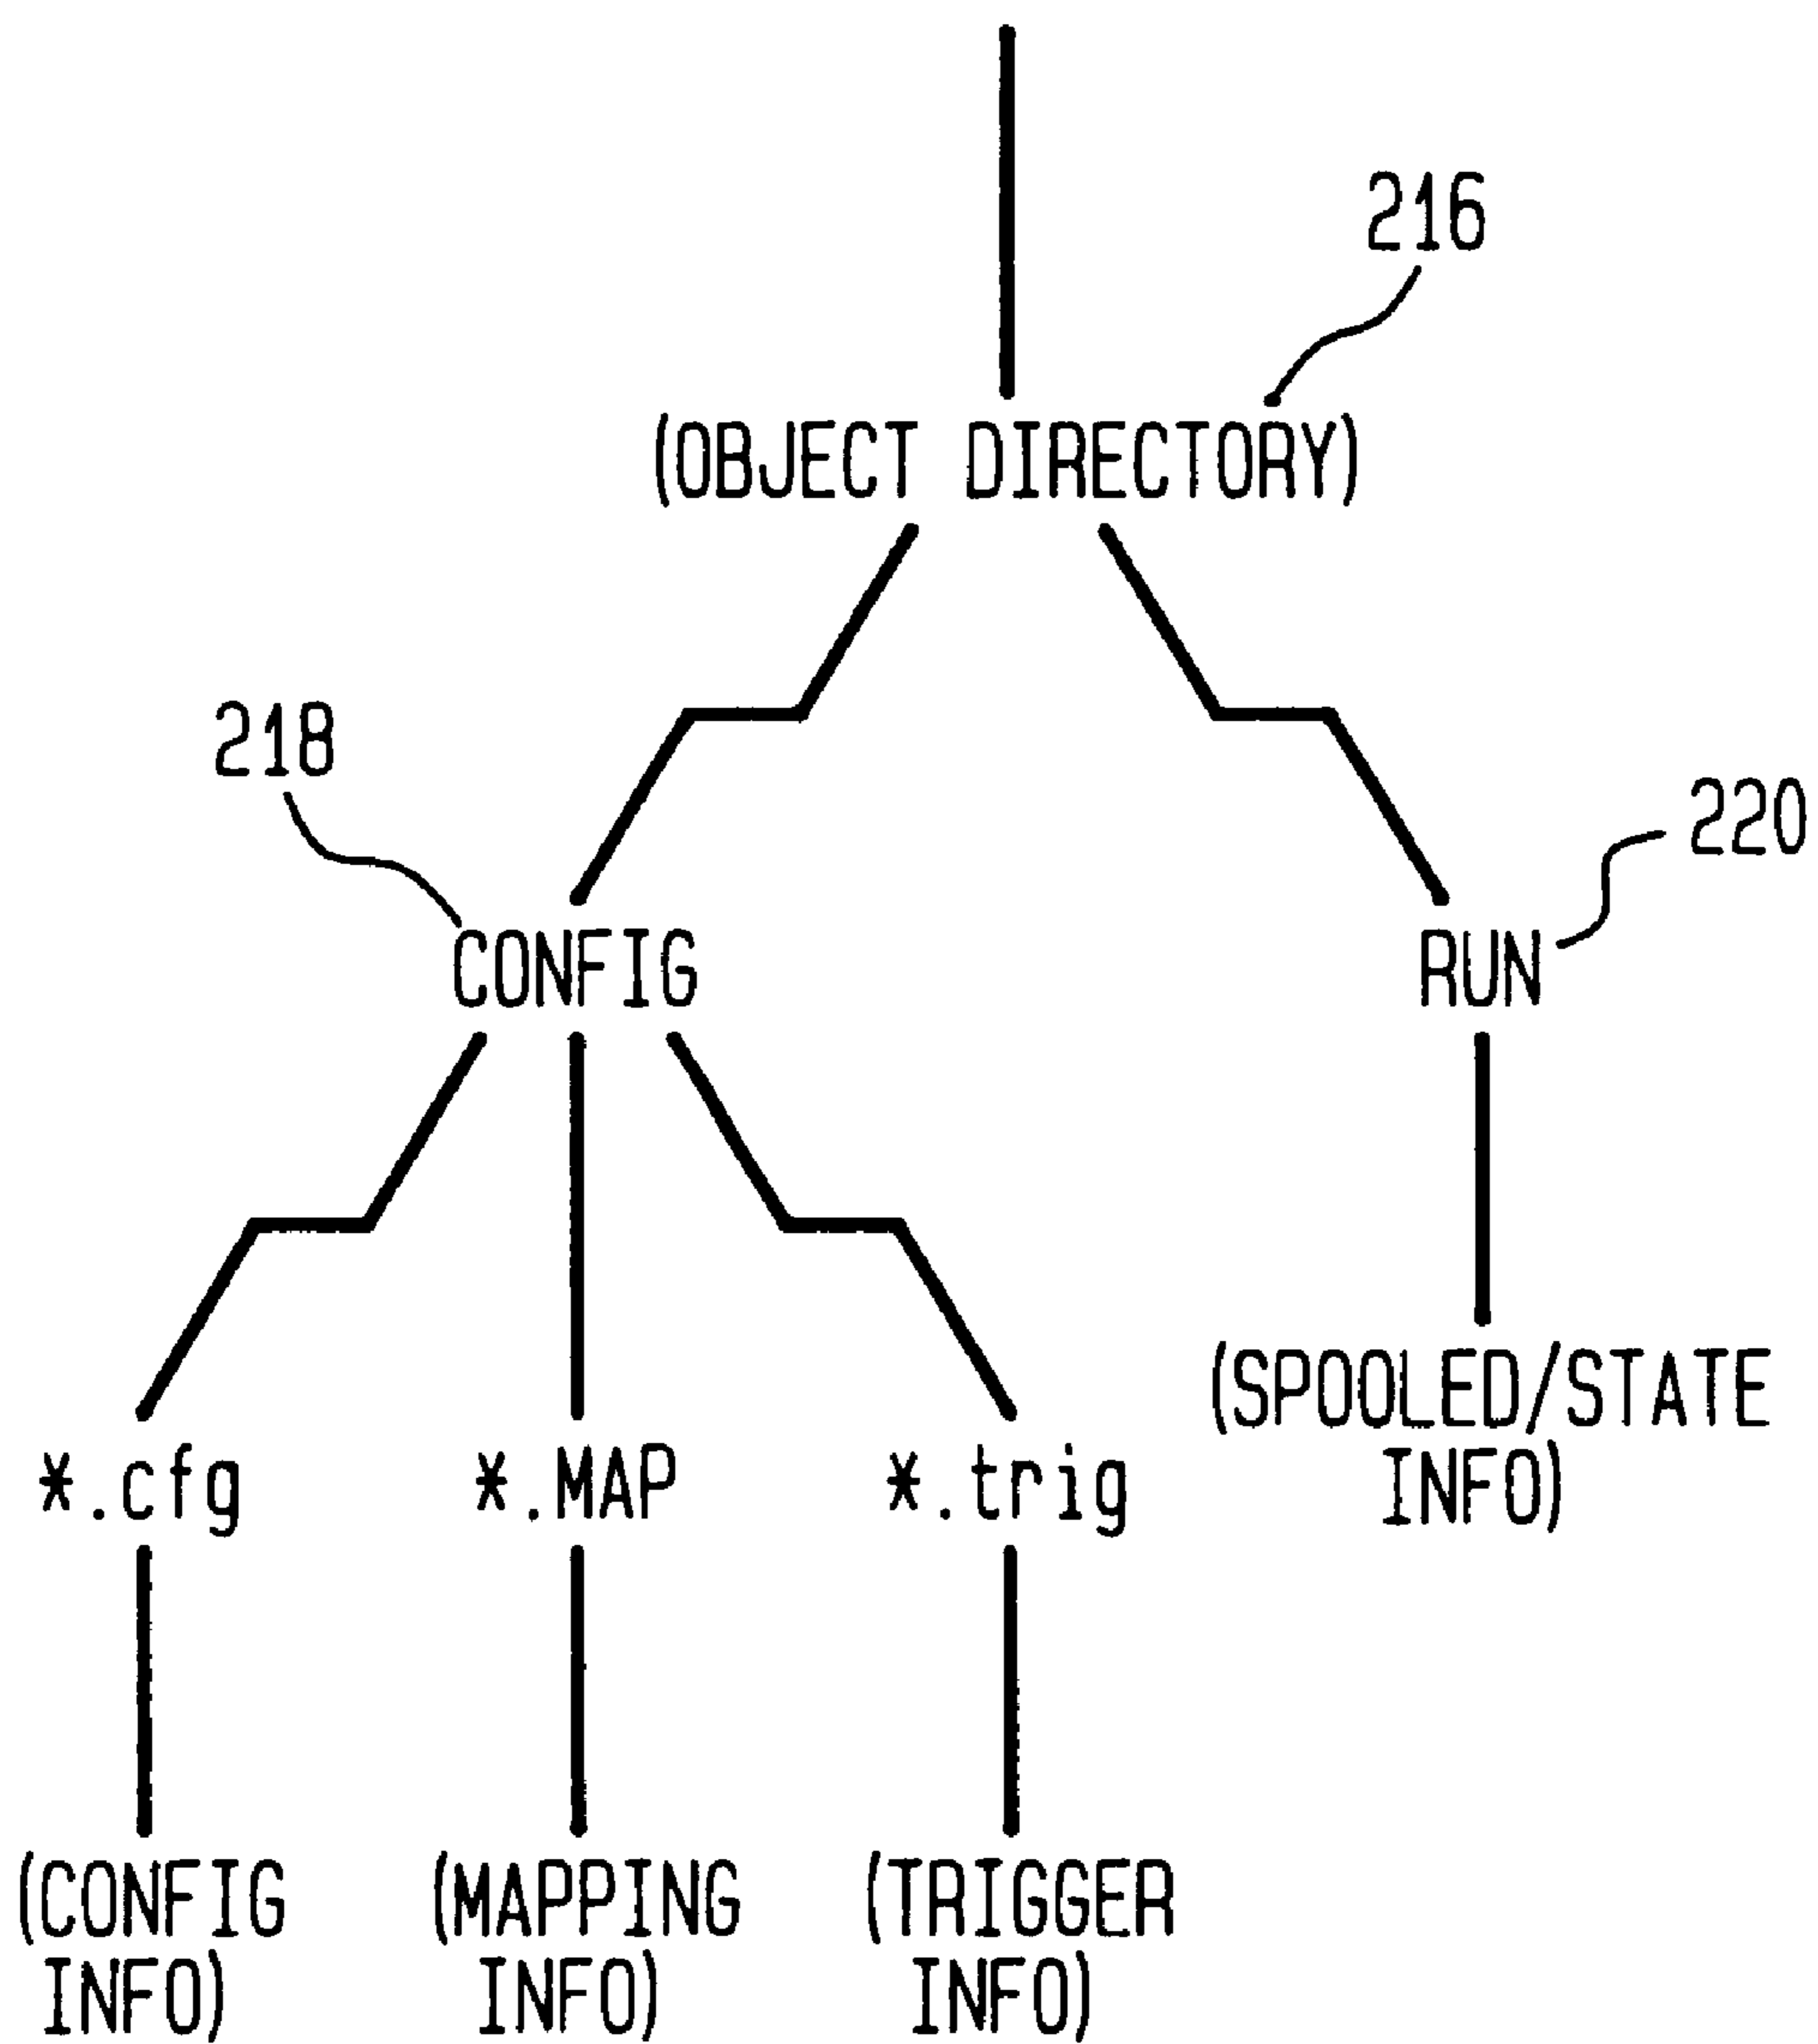 216
(OBJECT DIRECTORY)
218
220
CONFIG
RUN
(SPOOLED/STATE
INFO)
*.cfg
*.MAP
*.trig
(CONFIG
INFO)
(MAPPING
INFO)
(TRIGGER
INFO)